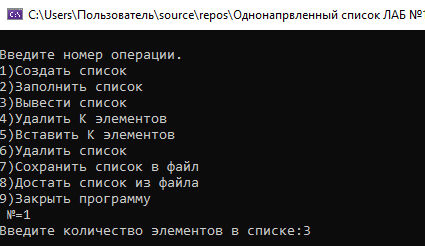 C:\Users\Пользователь\source\repos\Однонапрвленный список ЛАБ №
Введите номер операции.
1)Создать список
2)Заполнить список
3)Вывести список
4)Удалить К элементов
5)Вставить К элементов
6)Удалить список
7)Сохранить список в файл
8)Достать список из файла
9)Закрыть программу
№=1
Введите количество элементов в списке:3